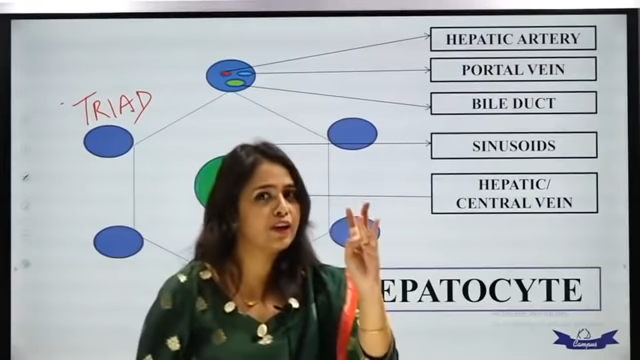 HEPATIC ARTERY
TRIAD
PORTAL VEIN
BILE DUCT
SINUSOIDS
HEPATIC/
CENTRAL VEIN
EPATOCYTE
Campus